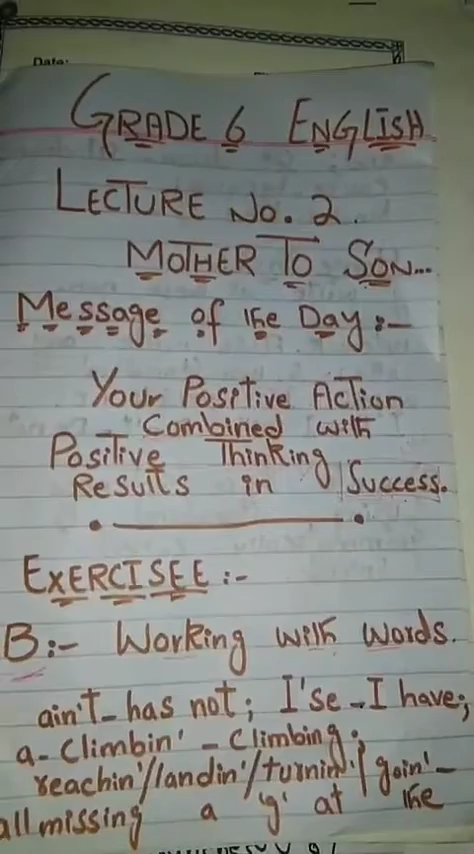 Date:
GRADE 6 ENGLISH
LECTURE No. 2.
MOTHER To SON...
Message of the Day :-
Your Positive Action
Combined with
Positive Thinking
Results in Success.
EXERCISEE :-
B :- Working with words.
ain't - has not; I'se - I have;
a - Climbin' - Climbing;
reachin'/landin'/turnin'/goin' -
all missing a 'g' at the